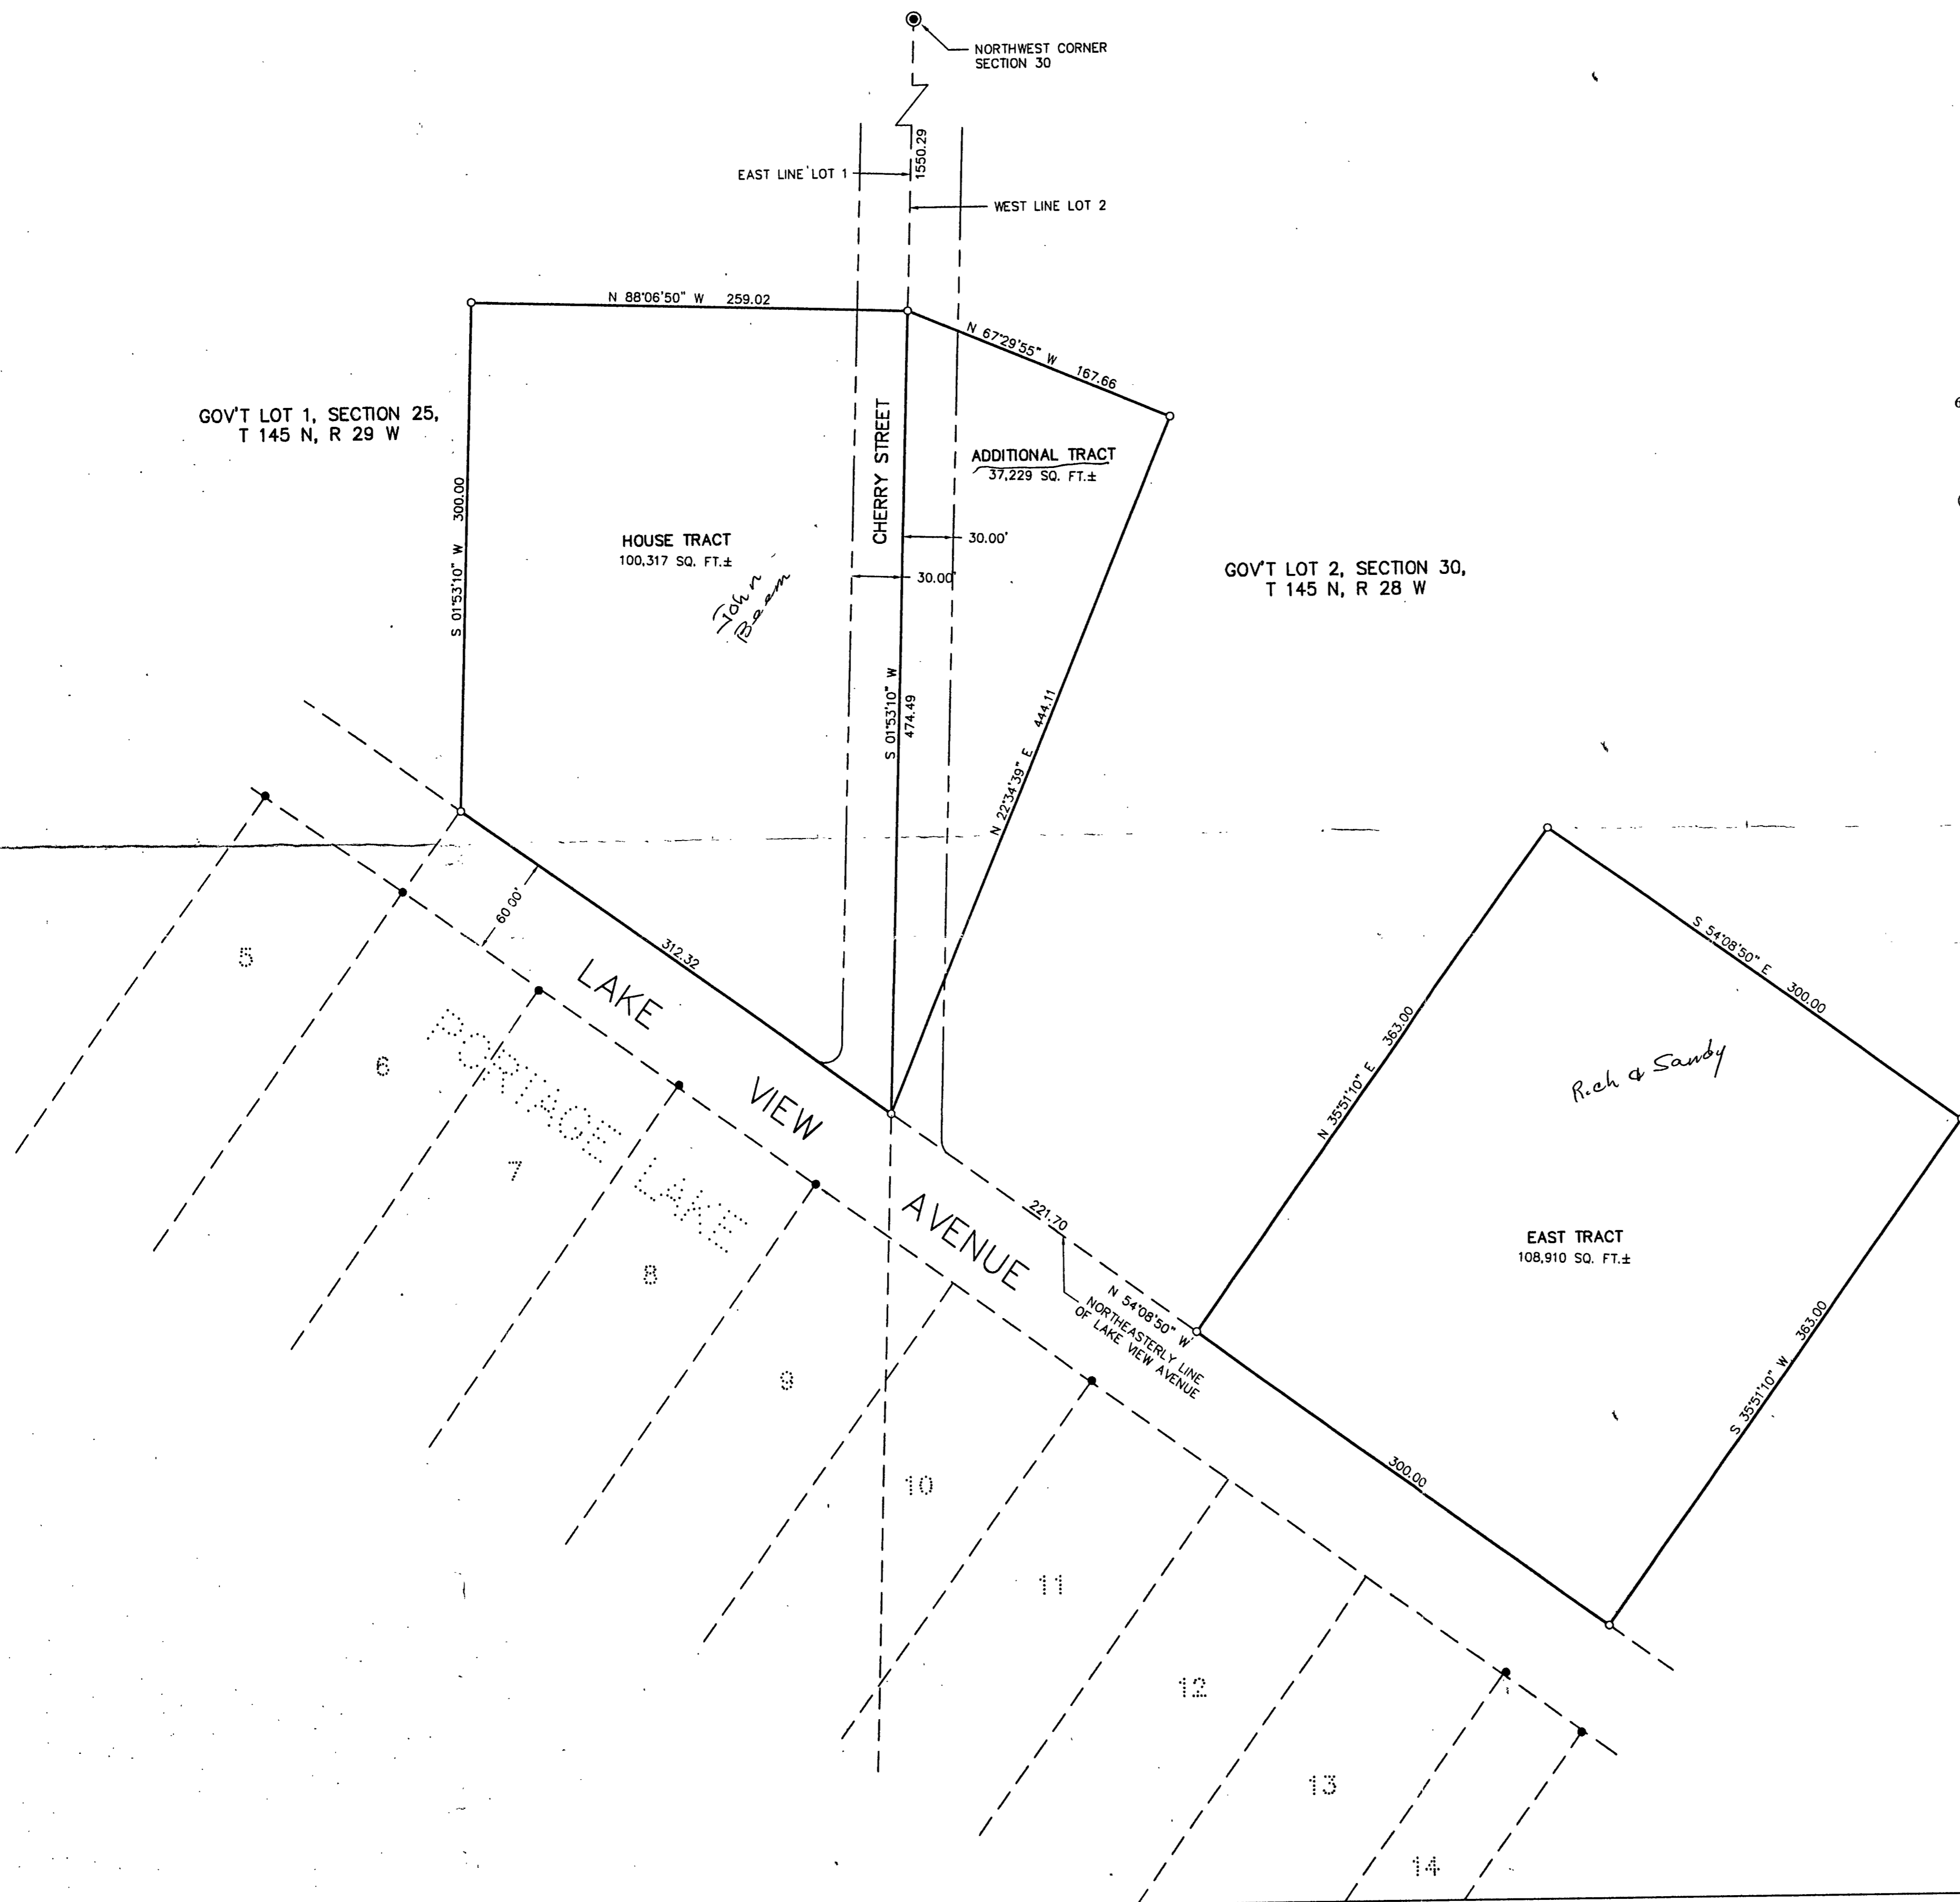 NORTHWEST CORNER
SECTION 30
1550.29
EAST LINE LOT 1
WEST LINE LOT 2
N 88°06'50" W 259.02
N 67°29'55" W 167.66
GOV'T LOT 1, SECTION 25,
T 145 N, R 29 W
S 01°53'10" W 300.00
HOUSE TRACT
100,317 SQ. FT.±
John
Beem
CHERRY STREET
ADDITIONAL TRACT
37,229 SQ. FT.±
30.00'
30.00'
GOV'T LOT 2, SECTION 30,
T 145 N, R 28 W
S 01°53'10" W
474.49
N 22°34'39" E 444.11
60.00'
312.32
LAKE
VIEW
AVENUE
PORTAGE LAKE
5
6
7
8
9
10
11
12
13
14
221.70
N 54°08'50" W
NORTHEASTERLY LINE
OF LAKE VIEW AVENUE
N 35°51'10" E 363.00
S 54°08'50" E 300.00
Rich & Sandy
EAST TRACT
108,910 SQ. FT.±
S 35°51'10" W 363.00
300.00